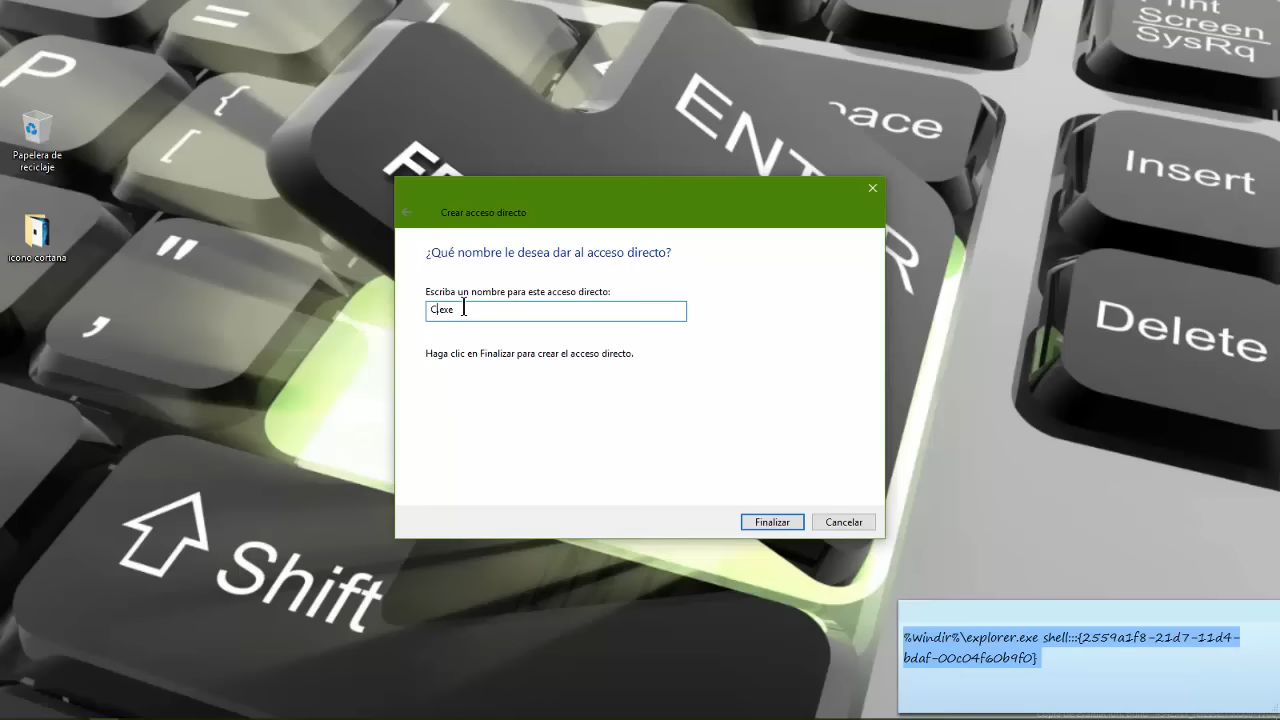 Print
Screen
SysRq
=
P
{
[
ENTER
ace
Insert
Papelera de
reciclaje
Crear acceso directo
¿Qué nombre le desea dar al acceso directo?
"
icono cortana
Escriba un nombre para este acceso directo:
C.exe
,
Delete
Haga clic en Finalizar para crear el acceso directo.
Finalizar
Cancelar
Shift
%windir%\explorer.exe shell:::{2559a1f8-21d7-11d4-
bdaf-00c04f60b9f0}